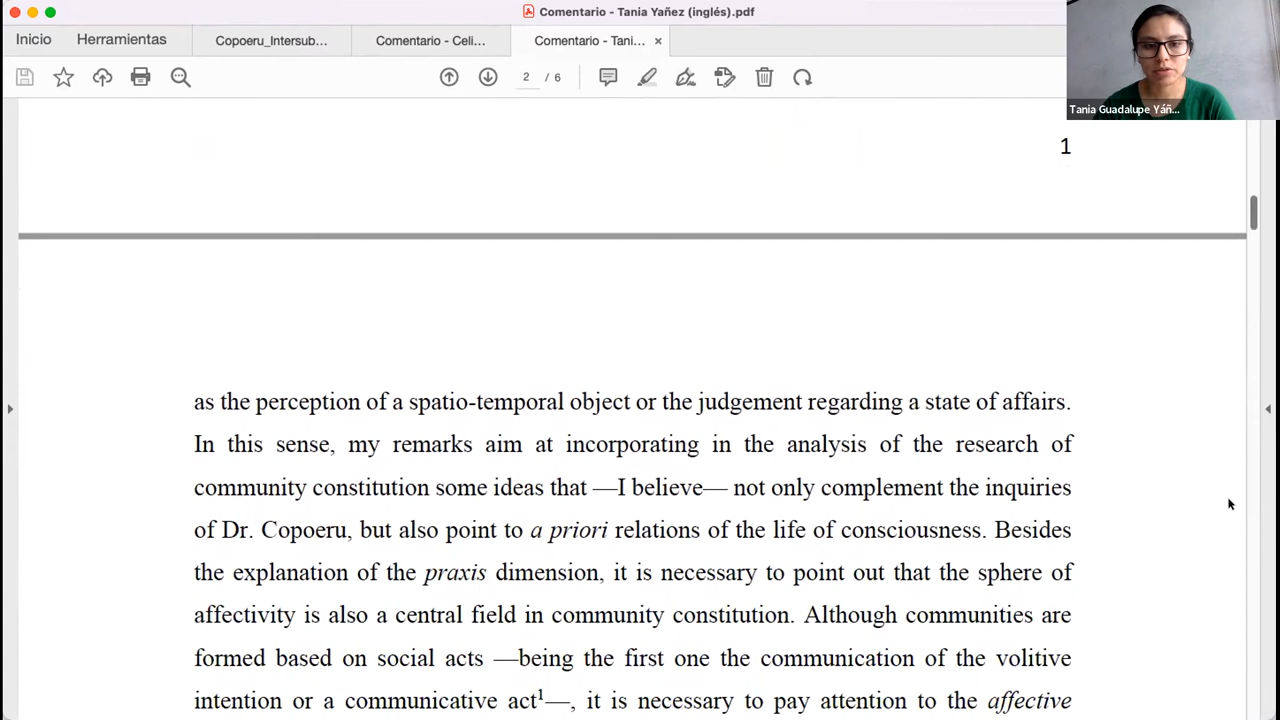 Comentario - Tania Yañez (inglés).pdf
Inicio
Herramientas
Copoeru_Intersub...
Comentario - Celi...
Comentario - Tani...
×
2 / 6
Tania Guadalupe Yáñ...
1
as the perception of a spatio-temporal object or the judgement regarding a state of affairs.
In this sense, my remarks aim at incorporating in the analysis of the research of
community constitution some ideas that —I believe— not only complement the inquiries
of Dr. Copoeru, but also point to a priori relations of the life of consciousness. Besides
the explanation of the praxis dimension, it is necessary to point out that the sphere of
affectivity is also a central field in community constitution. Although communities are
formed based on social acts —being the first one the communication of the volitive
intention or a communicative act¹—, it is necessary to pay attention to the affective